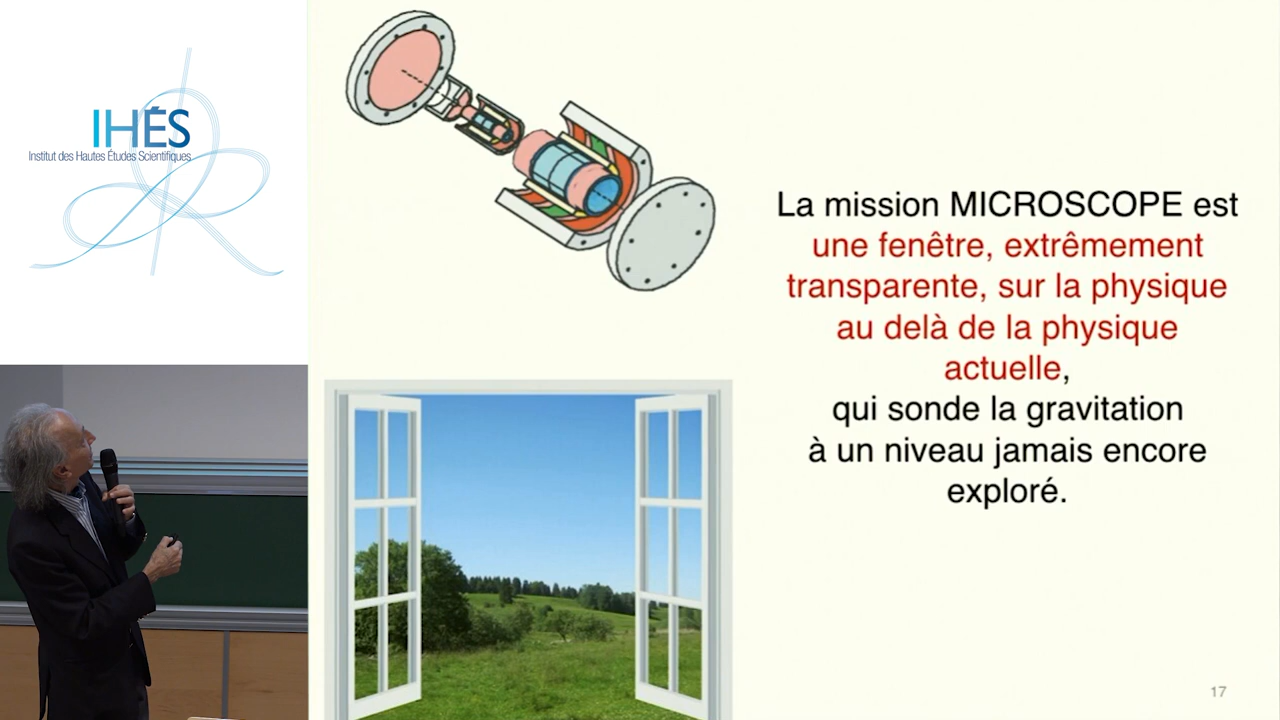 IHÉS
Institut des Hautes Études Scientifiques
La mission MICROSCOPE est
une fenêtre, extrêmement
transparente, sur la physique
au delà de la physique
actuelle,
qui sonde la gravitation
à un niveau jamais encore
exploré.
17